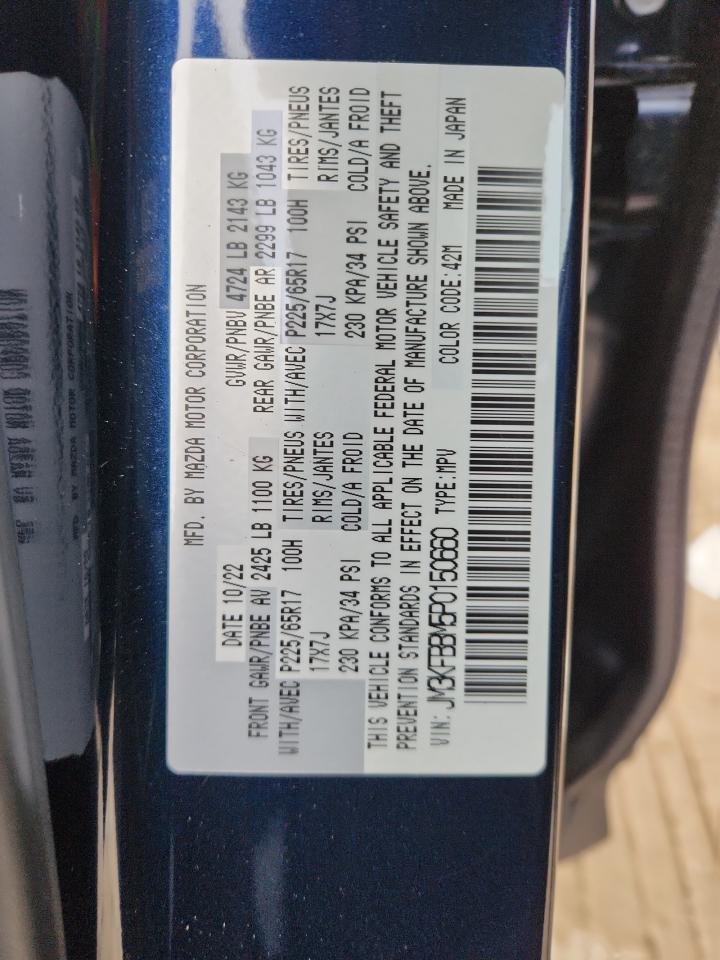 MFD. BY MAZDA MOTOR CORPORATION
DATE 10/22 GVWR/PNBV 4724 LB 2143 KG
FRONT GAWR/PNBE AV 2425 LB 1100 KG REAR GAWR/PNBE AR 2299 LB 1043 KG
WITH/AVEC P225/65R17 100H TIRES/PNEUS WITH/AVEC P225/65R17 100H TIRES/PNEUS
17X7J RIMS/JANTES 17X7J RIMS/JANTES
230 KPA/34 PSI COLD/A FROID 230 KPA/34 PSI COLD/A FROID
THIS VEHICLE CONFORMS TO ALL APPLICABLE FEDERAL MOTOR VEHICLE SAFETY AND THEFT
PREVENTION STANDARDS IN EFFECT ON THE DATE OF MANUFACTURE SHOWN ABOVE.
VIN: JM3KFBBM5P0150660 TYPE:MPV COLOR CODE:42M MADE IN JAPAN